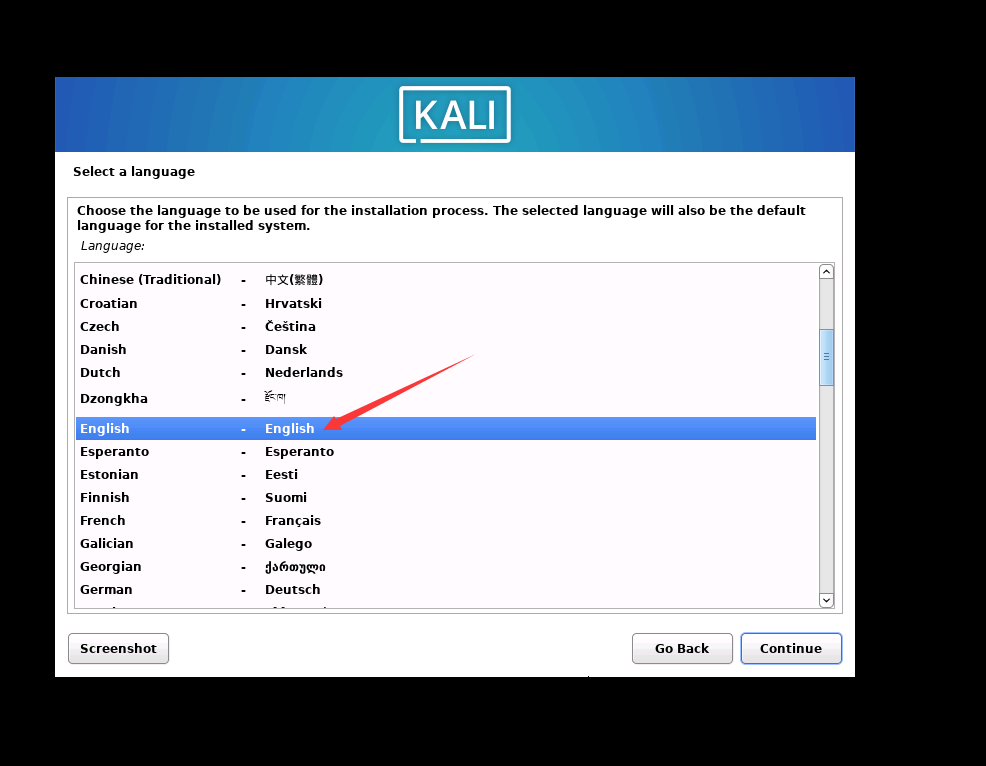 KALI
Select a language
Choose the language to be used for the installation process. The selected language will also be the default
language for the installed system.
Language:
Chinese (Traditional) - 中文(繁體)
Croatian - Hrvatski
Czech - Čeština
Danish - Dansk
Dutch - Nederlands
Dzongkha - རྫོང་ཁ།
English - English
Esperanto - Esperanto
Estonian - Eesti
Finnish - Suomi
French - Français
Galician - Galego
Georgian - ქართული
German - Deutsch
Screenshot
Go Back
Continue